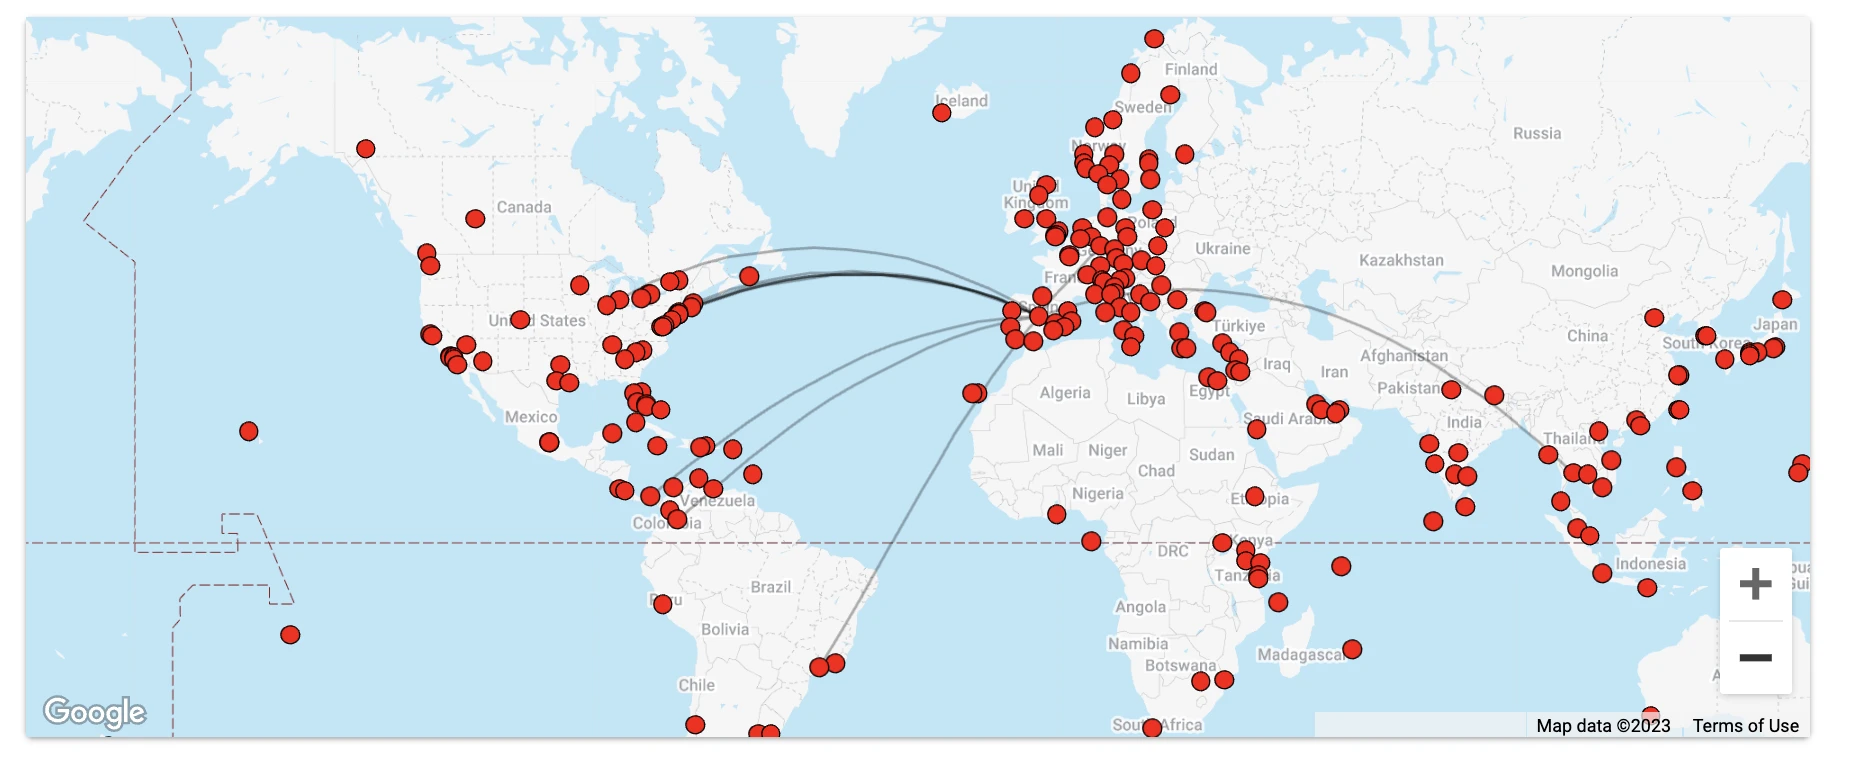 Finland
Iceland
Sweden
Russia
Norway
United
Kingdom
Canada
Poland
Ukraine
Germany
Kazakhstan
Mongolia
France
Spain
United States
Türkiye
Japan
China
South Korea
Afghanistan
Iraq
Iran
Pakistan
Algeria
Libya
Egypt
Mexico
Saudi Arabia
India
Thailand
Mali
Niger
Sudan
Chad
Nigeria
Ethiopia
Venezuela
Colombia
Kenya
DRC
Indonesia
Tanzania
Brazil
Peru
Angola
Bolivia
Namibia
Madagascar
Botswana
Chile
South Africa
Google
Map data ©2023 Terms of Use